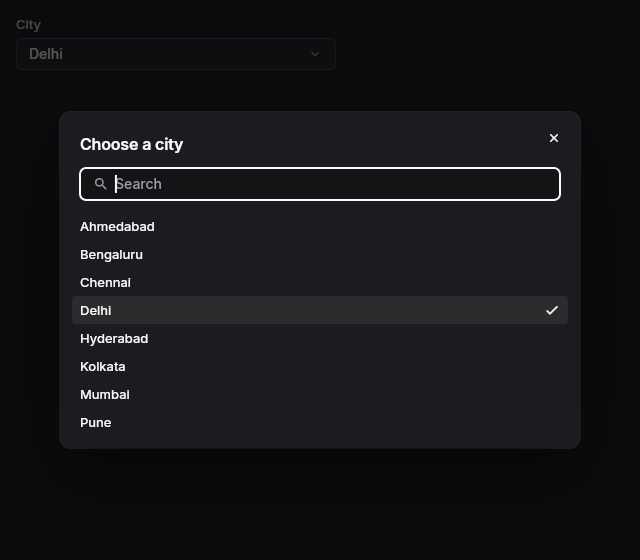 City
Delhi
Choose a city
Search
Ahmedabad
Bengaluru
Chennai
Delhi
Hyderabad
Kolkata
Mumbai
Pune